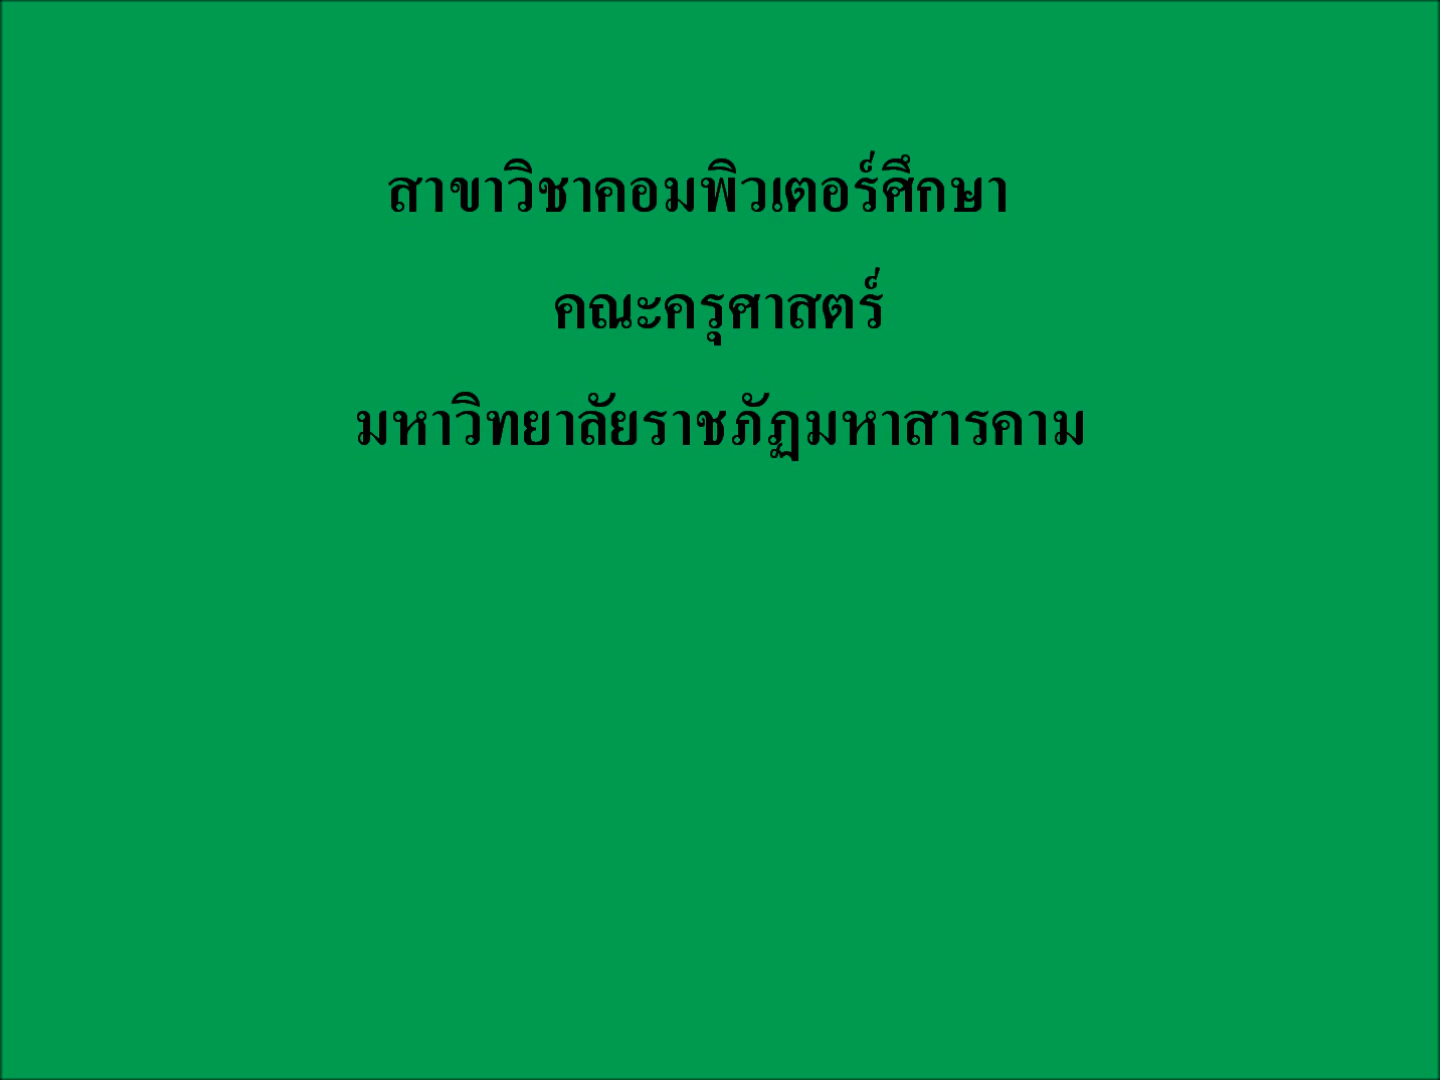 สาขาวิชาคอมพิวเตอร์ศึกษา
คณะครุศาสตร์
มหาวิทยาลัยราชภัฏมหาสารคาม